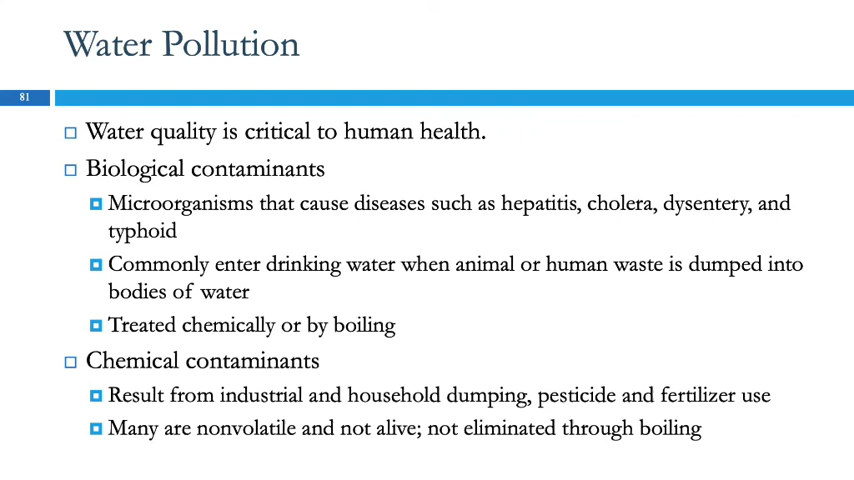 Water Pollution
81
Water quality is critical to human health.
Biological contaminants
Microorganisms that cause diseases such as hepatitis, cholera, dysentery, and
typhoid
Commonly enter drinking water when animal or human waste is dumped into
bodies of water
Treated chemically or by boiling
Chemical contaminants
Result from industrial and household dumping, pesticide and fertilizer use
Many are nonvolatile and not alive; not eliminated through boiling